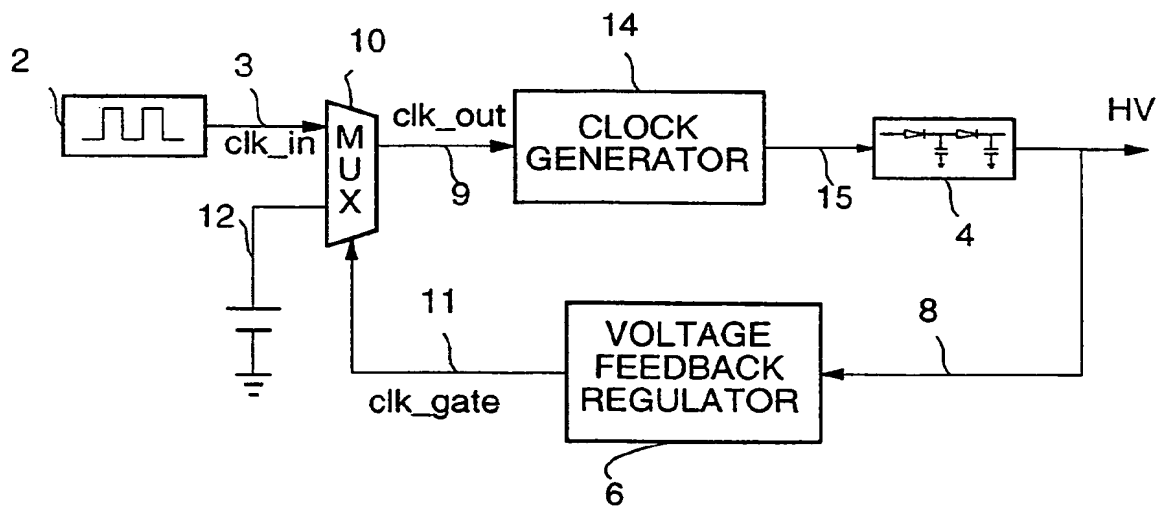 2
3
clk_in
10
MUX
clk_out
9
14
CLOCK
GENERATOR
15
4
HV
12
11
clk_gate
VOLTAGE
FEEDBACK
REGULATOR
6
8